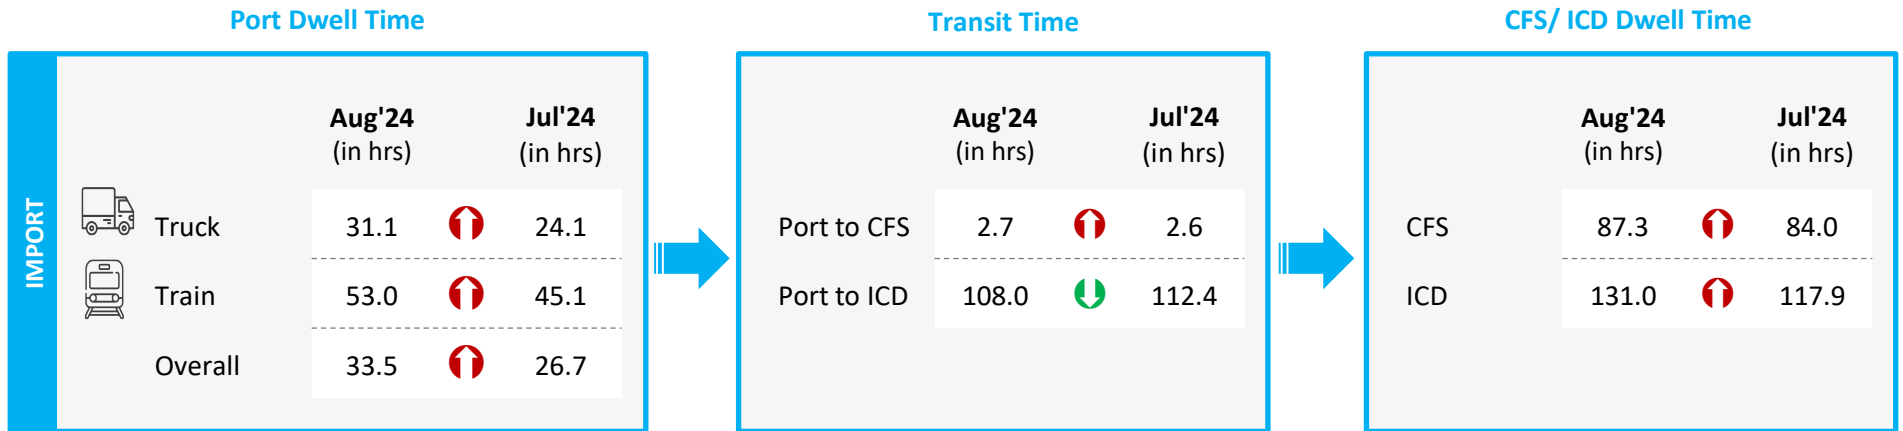 Port Dwell Time
Transit Time
CFS/ ICD Dwell Time
IMPORT
Aug'24 Jul'24
(in hrs) (in hrs)
Truck 31.1 24.1
Train 53.0 45.1
Overall 33.5 26.7
Aug'24 Jul'24
(in hrs) (in hrs)
Port to CFS 2.7 2.6
Port to ICD 108.0 112.4
Aug'24 Jul'24
(in hrs) (in hrs)
CFS 87.3 84.0
ICD 131.0 117.9